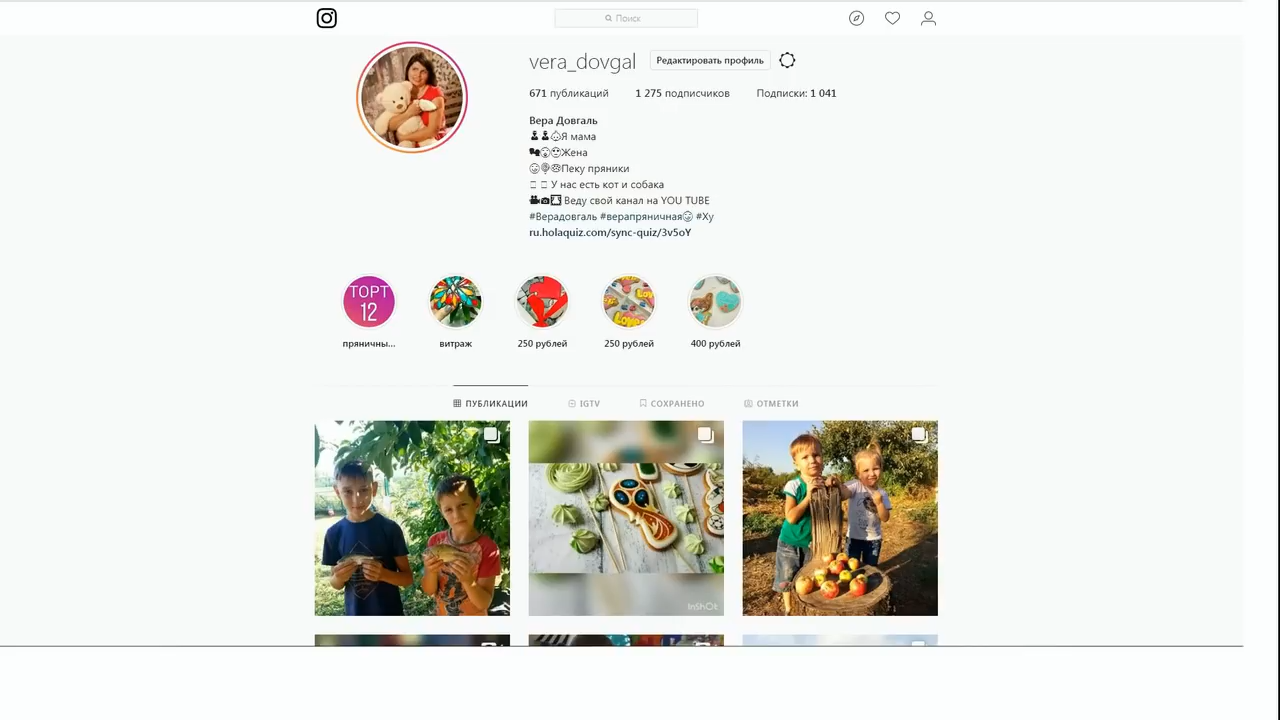 Поиск
vera_dovgal Редактировать профиль
671 публикаций 1 275 подписчиков Подписки: 1 041
Вера Довгаль
Я мама
Жена
Пеку пряники
У нас есть кот и собака
Веду свой канал на YOU TUBE
#Верадовгаль #верапряничная #Ху
ru.holaquiz.com/sync-quiz/3v5oY
ТОРТ
12
пряничны... витраж 250 рублей 250 рублей 400 рублей
ПУБЛИКАЦИИ IGTV СОХРАНЕНО ОТМЕТКИ
InShOt